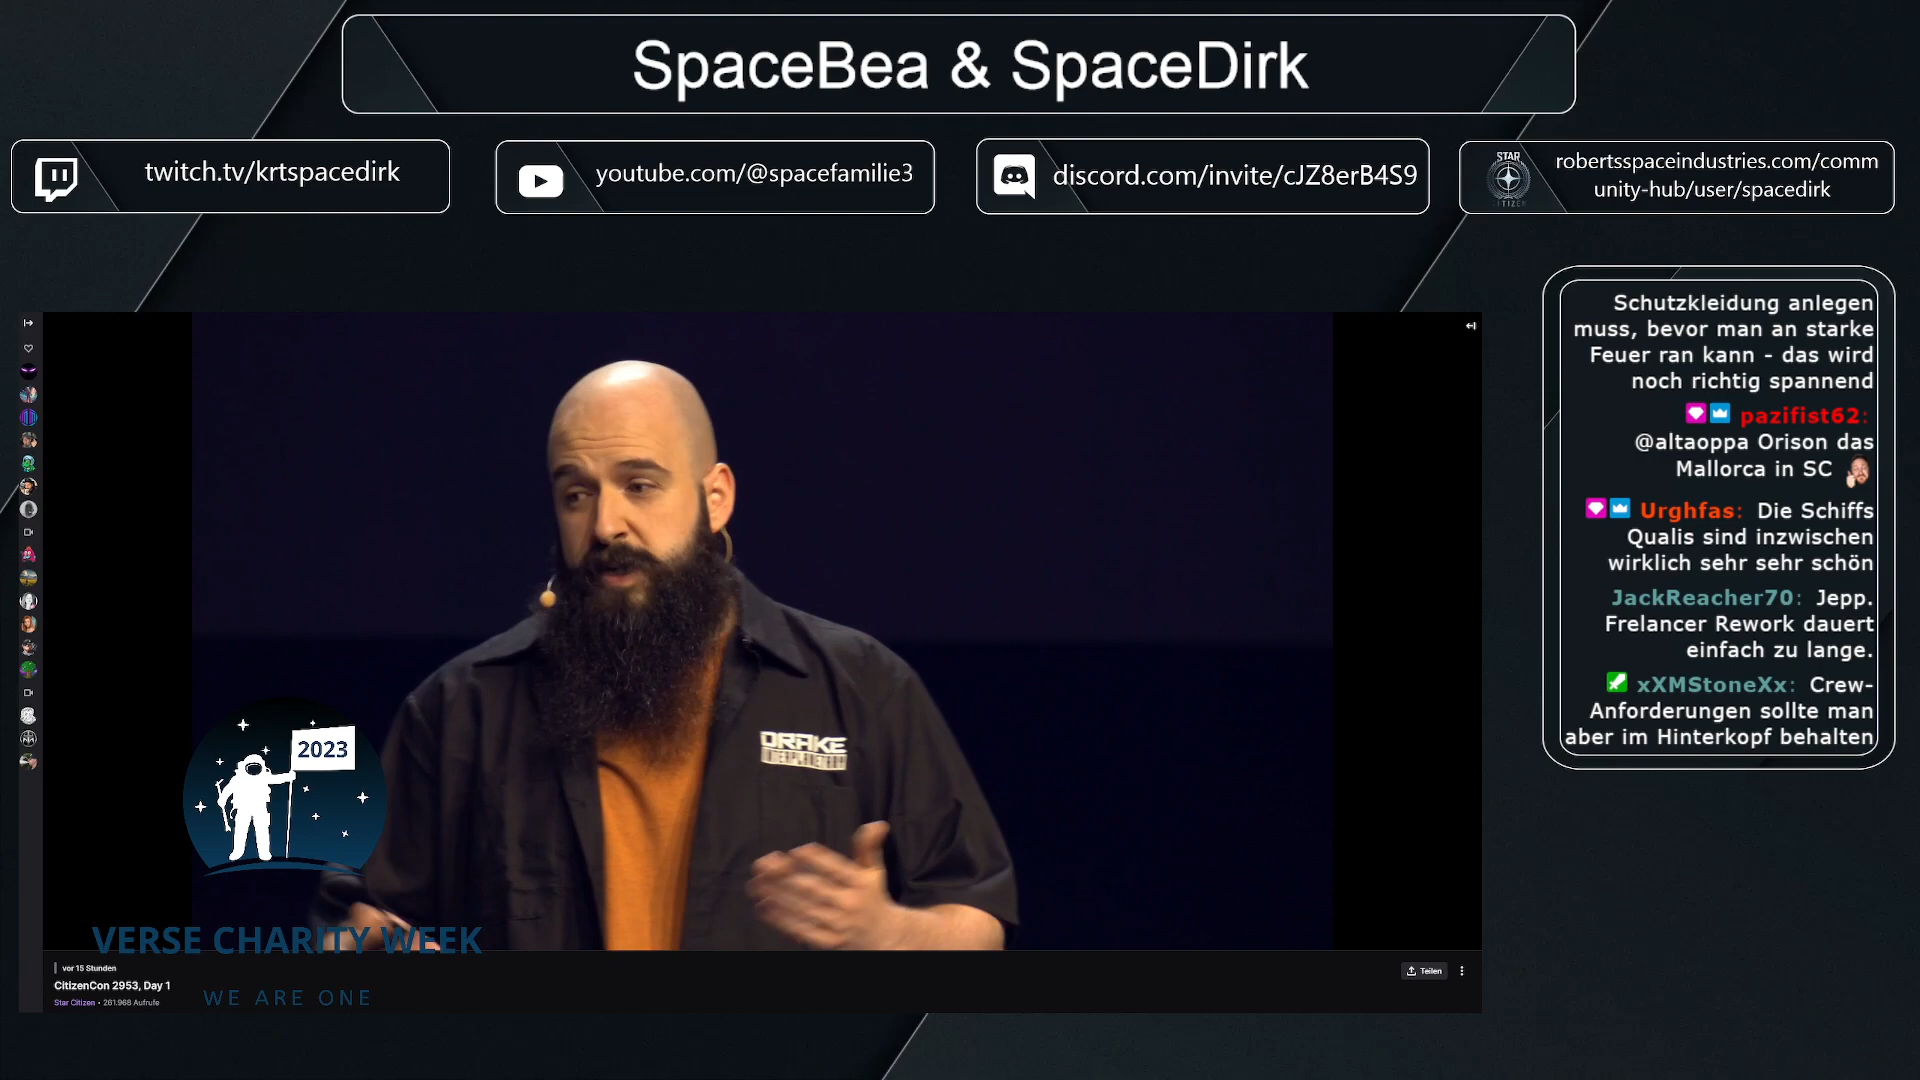 SpaceBea & SpaceDirk
twitch.tv/krtspacedirk
youtube.com/@spacefamilie3
discord.com/invite/cJZ8erB4S9
STAR
CITIZEN
robertsspaceindustries.com/comm
unity-hub/user/spacedirk
Schutzkleidung anlegen
muss, bevor man an starke
Feuer ran kann - das wird
noch richtig spannend
pazifist62:
@altaoppa Orison das
Mallorca in SC
Urghfas: Die Schiffs
Qualis sind inzwischen
wirklich sehr sehr schön
JackReacher70: Jepp.
Frelancer Rework dauert
einfach zu lange.
xXMStoneXx: Crew-
Anforderungen sollte man
aber im Hinterkopf behalten
DRAKE
INTERPLANETARY
2023
VERSE CHARITY WEEK
WE ARE ONE
vor 15 Stunden
CitizenCon 2953, Day 1
Star Citizen • 261.968 Aufrufe
Teilen